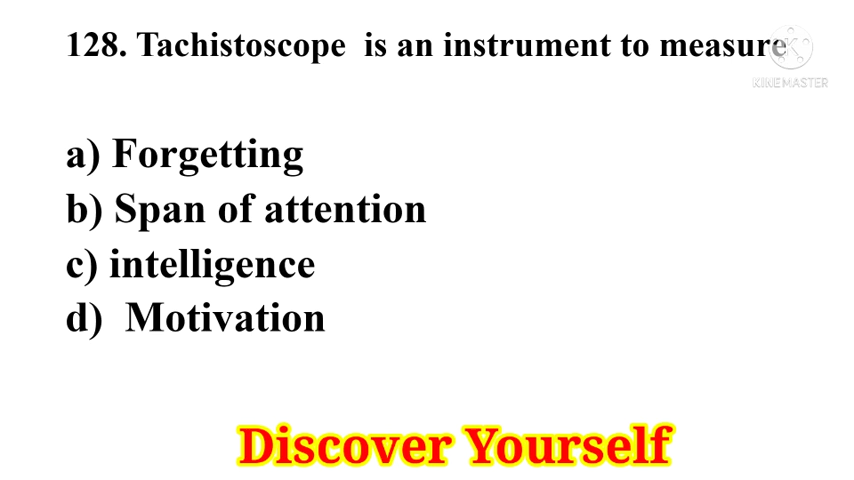 128. Tachistoscope is an instrument to measure
KINEMASTER
a) Forgetting
b) Span of attention
c) intelligence
d) Motivation
Discover Yourself